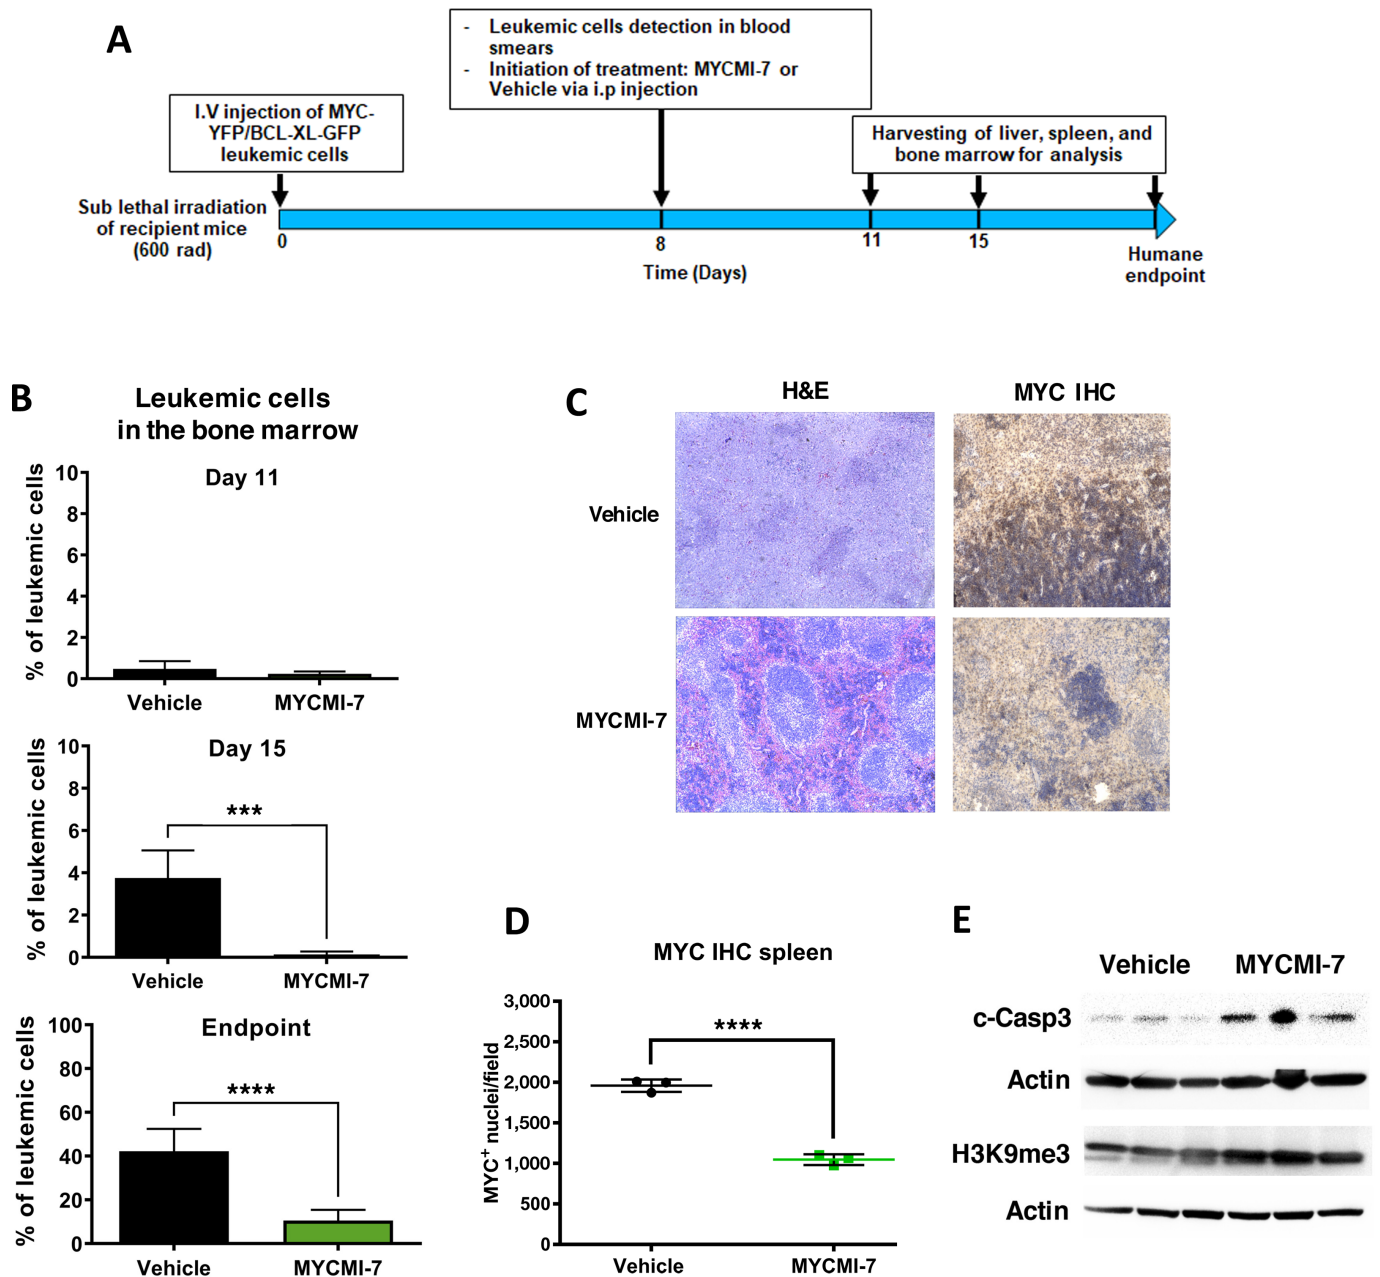 A
- Leukemic cells detection in blood
smears
- Initiation of treatment: MYCMI-7 or
Vehicle via i.p injection
I.V injection of MYC-
YFP/BCL-XL-GFP
leukemic cells
Harvesting of liver, spleen, and
bone marrow for analysis
Sub lethal irradiation
of recipient mice
(600 rad)
0
8
11
15
Humane
endpoint
Time (Days)
B
Leukemic cells
in the bone marrow
Day 11
% of leukemic cells
10
8
6
4
2
0
Vehicle
MYCMI-7
Day 15
% of leukemic cells
10
8
6
4
2
0
***
Vehicle
MYCMI-7
Endpoint
% of leukemic cells
100
80
60
40
20
0
****
Vehicle
MYCMI-7
C
H&E
MYC IHC
Vehicle
MYCMI-7
D
MYC IHC spleen
MYC+ nuclei/field
3,000
2,500
2,000
1,500
1,000
500
0
****
Vehicle
MYCMI-7
E
Vehicle MYCMI-7
c-Casp3
Actin
H3K9me3
Actin